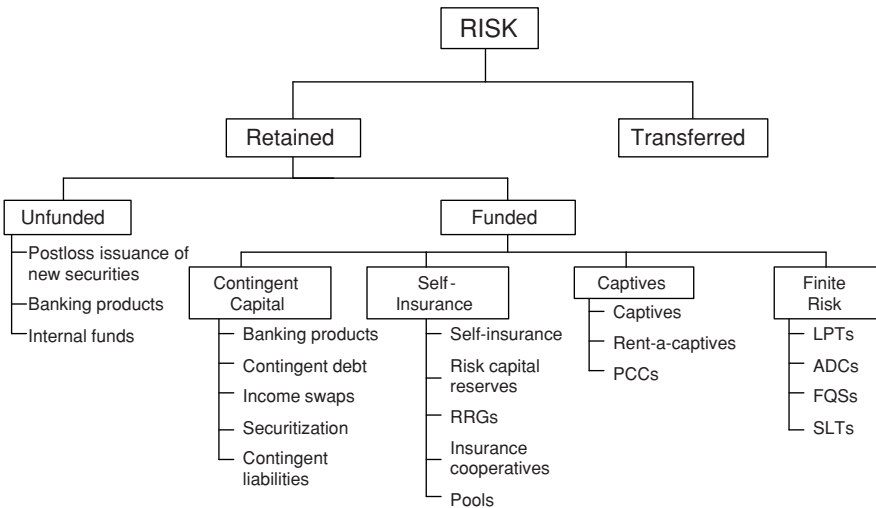 RISK
Retained
Transferred
Unfunded
Funded
Postloss issuance of
new securities
Banking products
Internal funds
Contingent
Capital
Banking products
Contingent debt
Income swaps
Securitization
Contingent
liabilities
Self-
Insurance
Self-insurance
Risk capital
reserves
RRGs
Insurance
cooperatives
Pools
Captives
Captives
Rent-a-captives
PCCs
Finite
Risk
LPTs
ADCs
FQSs
SLTs